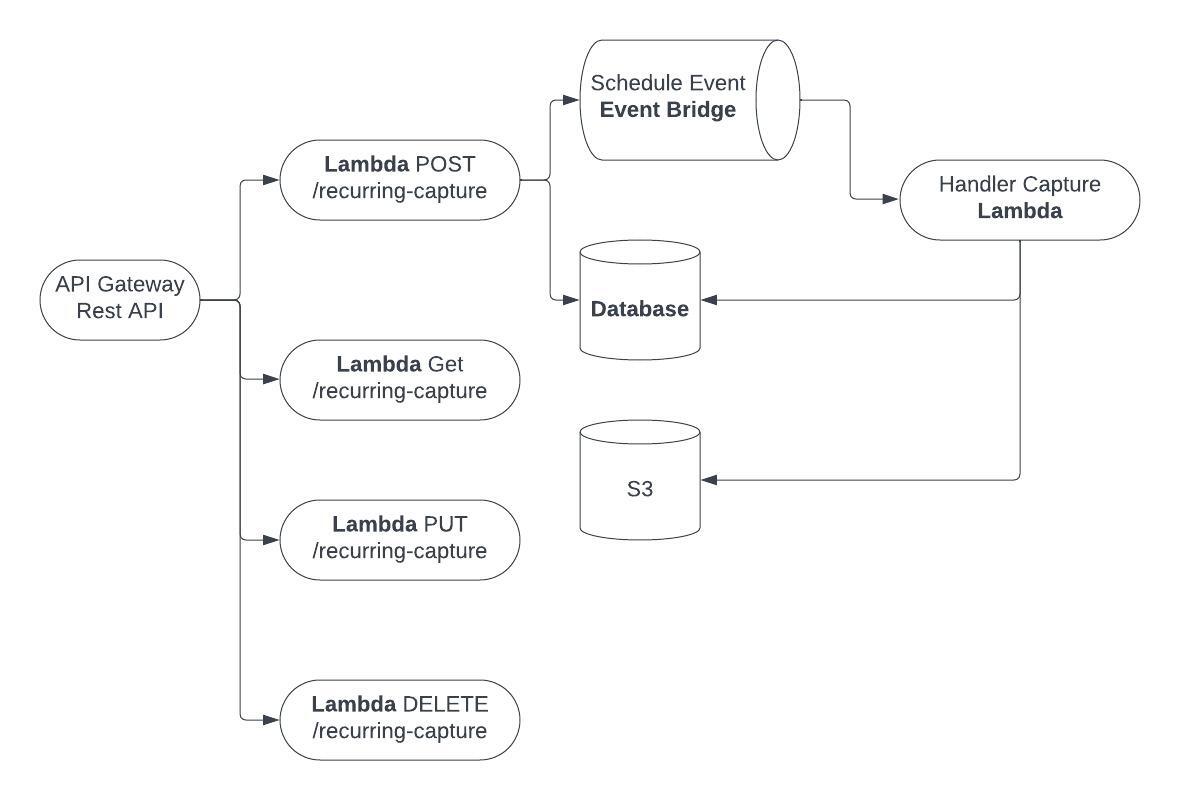 Schedule Event
Event Bridge
Lambda POST
/recurring-capture
Handler Capture
Lambda
API Gateway
Rest API
Database
Lambda Get
/recurring-capture
S3
Lambda PUT
/recurring-capture
Lambda DELETE
/recurring-capture